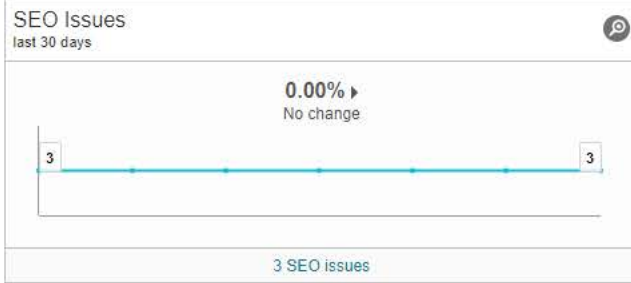 SEO Issues
last 30 days
0.00%
No change
3
3
3 SEO issues